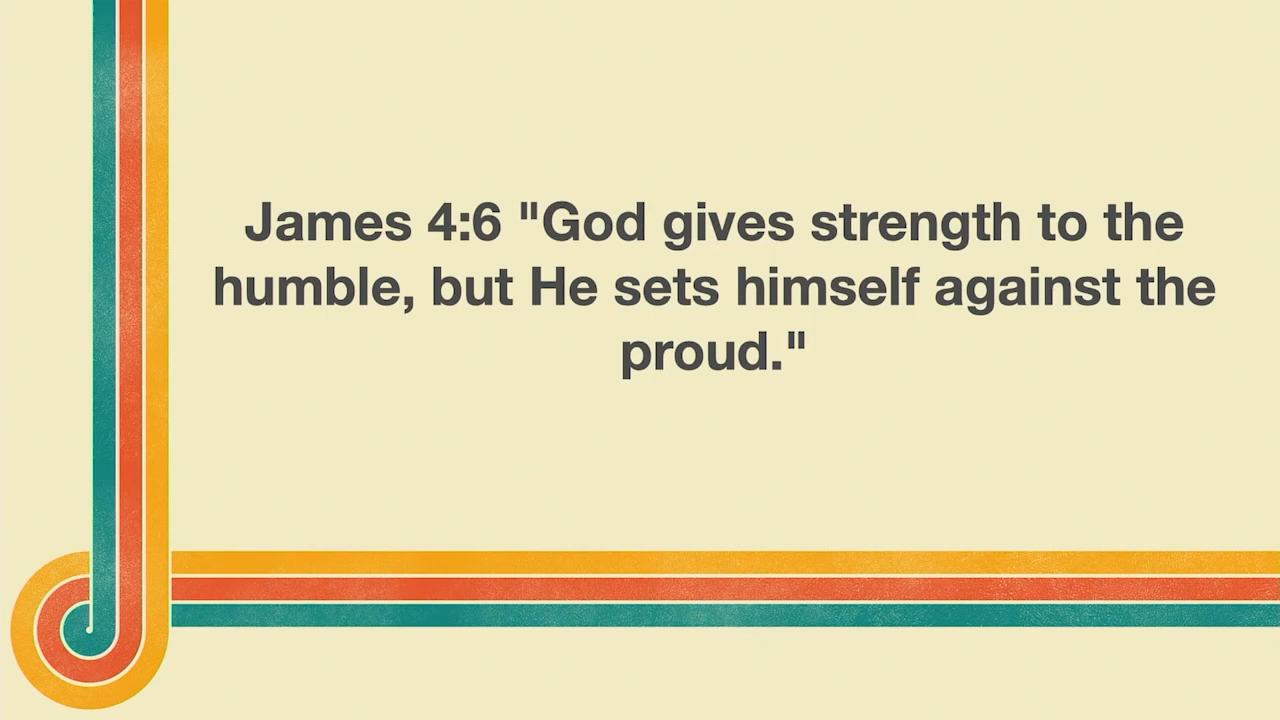 James 4:6 "God gives strength to the
humble, but He sets himself against the
proud."